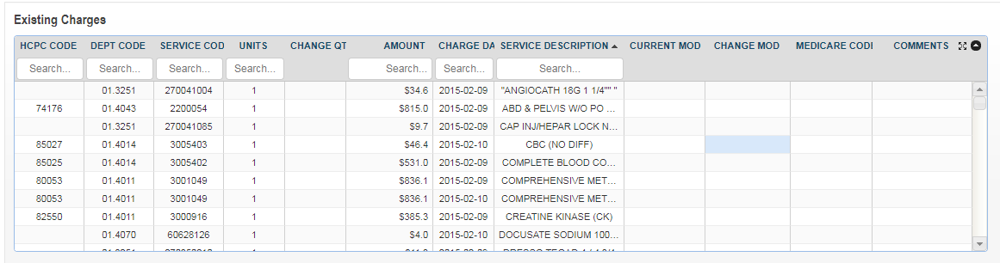 Existing Charges
HCPC CODE DEPT CODE SERVICE COD UNITS CHANGE QT AMOUNT CHARGE DA SERVICE DESCRIPTION CURRENT MOD CHANGE MOD MEDICARE CODI COMMENTS
Search... Search... Search... Search... Search... Search... Search...
01.3251 270041004 1 $34.6 2015-02-09 "ANGIOCATH 18G 1 1/4"" "
74176 01.4043 2200054 1 $815.0 2015-02-09 ABD & PELVIS W/O PO ...
01.3251 270041085 1 $9.7 2015-02-09 CAP INJ/HEPAR LOCK N...
85027 01.4014 3005403 1 $46.4 2015-02-10 CBC (NO DIFF)
85025 01.4014 3005402 1 $531.0 2015-02-09 COMPLETE BLOOD CO...
80053 01.4011 3001049 1 $836.1 2015-02-09 COMPREHENSIVE MET...
80053 01.4011 3001049 1 $836.1 2015-02-10 COMPREHENSIVE MET...
82550 01.4011 3000916 1 $385.3 2015-02-09 CREATINE KINASE (CK)
01.4070 60628126 1 $4.0 2015-02-10 DOCUSATE SODIUM 100...